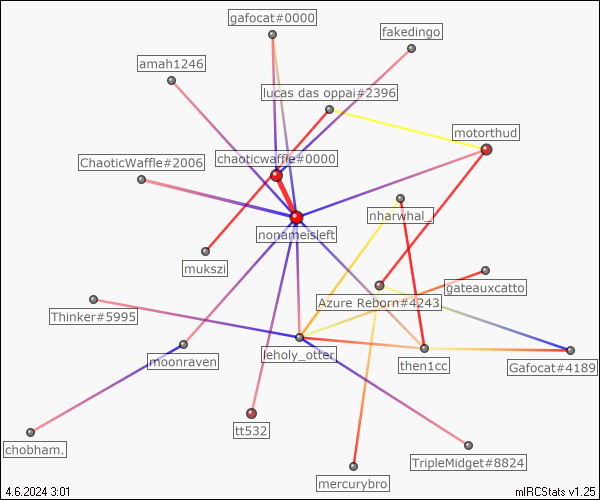 gafocat#0000
fakedingo
amah1246
lucas das oppai#2396
motorthud
chaoticwaffle#0000
ChaoticWaffle#2006
nharwhal_
nonameisleft
mukszi
gateauxcatto
Azure Reborn#4243
Thinker#5995
leholy_otter
moonraven
then1cc
Gafocat#4189
tt532
chobham.
TripleMidget#8824
mercurybro
4.6.2024 3:01
mIRCStats v1.25